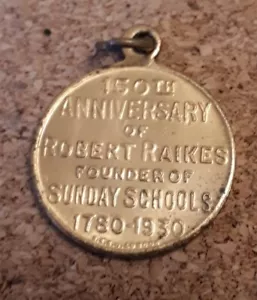 150TH
ANNIVERSARY
OF
ROBERT RAIKES
FOUNDER OF
SUNDAY SCHOOLS
1780-1930